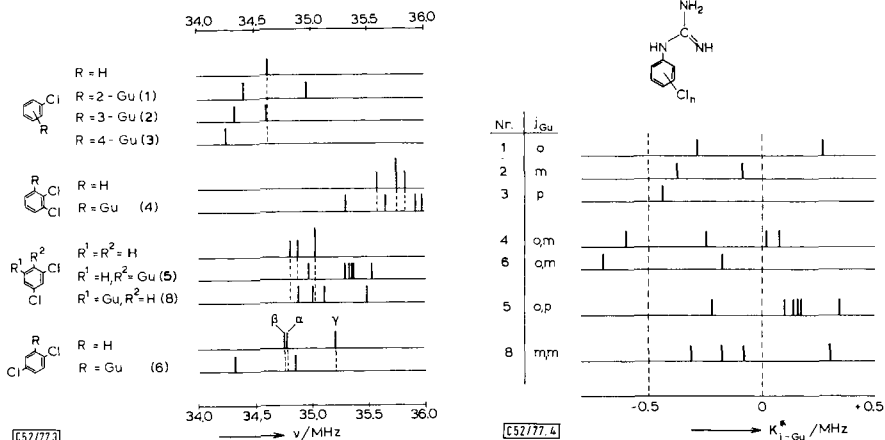 34,0 34,5 35,0 35,5 36,0
R = H
R = 2 - Gu (1)
R = 3 - Gu (2)
R = 4 - Gu (3)
Cl
R
R = H
R = Gu (4)
R
Cl
Cl
R¹ = R² = H
R¹ = H, R² = Gu (5)
R¹ = Gu, R² = H (8)
R¹ R²
Cl
Cl
β α γ
R = H
R = Gu (6)
R
Cl
Cl
34,0 34,5 35,0 35,5 36,0
ν/MHz
C52/77.3
NH₂
HN C NH
Clₙ
Nr. jGu
1 o
2 m
3 p
4 o,m
6 o,m
5 o,p
8 m,m
-0.5 0 +0.5
K*j-Gu /MHz
C52/77.4